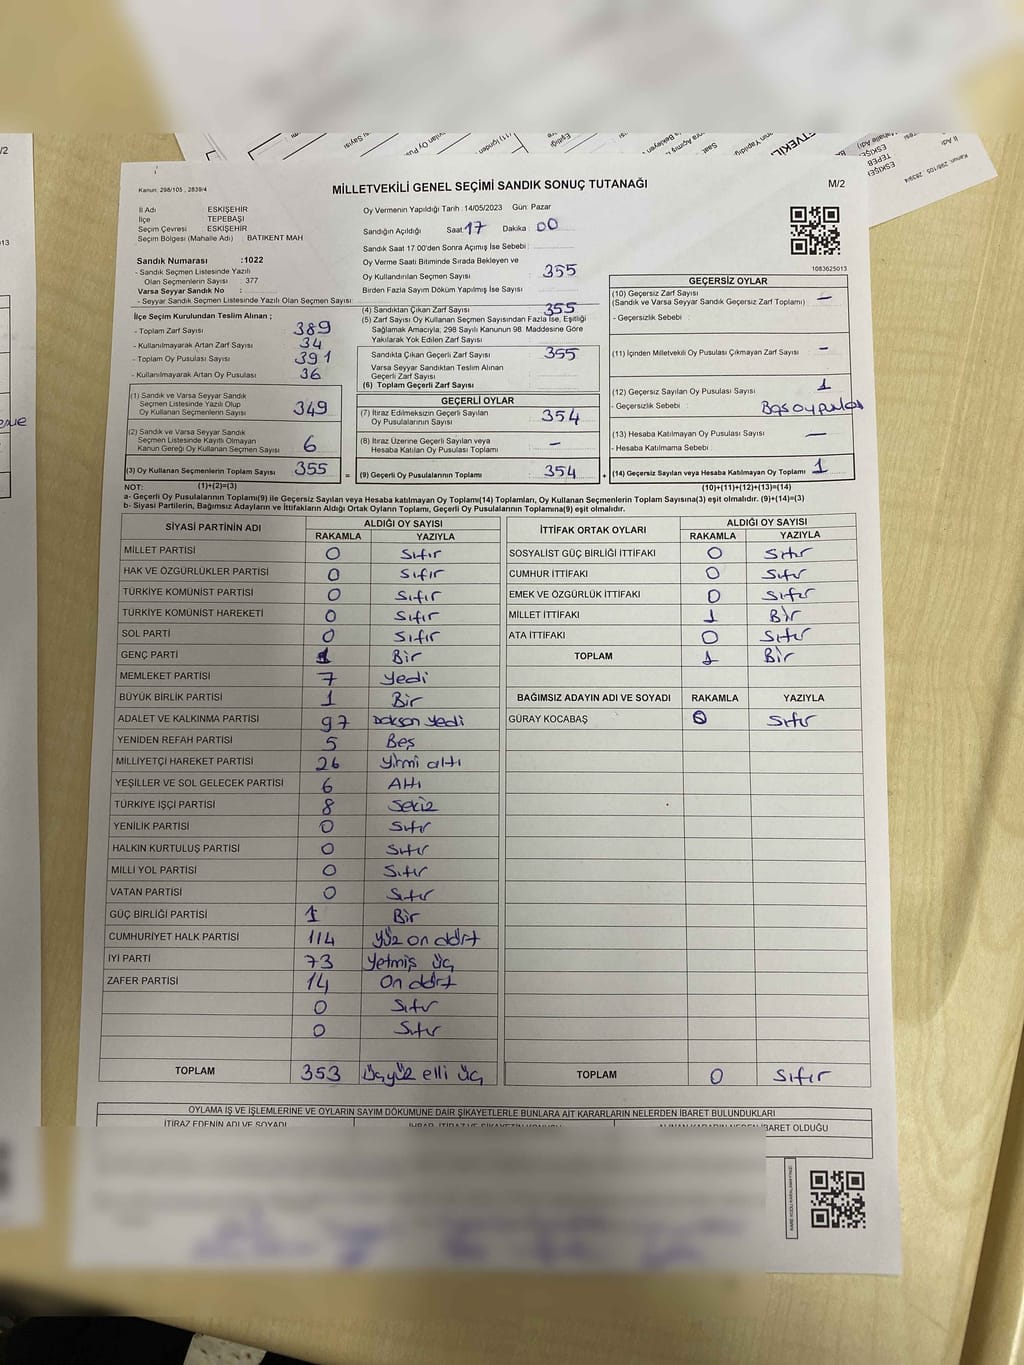 Kanun: 298/105 , 2839/4
MİLLETVEKİLİ GENEL SEÇİMİ SANDIK SONUÇ TUTANAĞI
M/2
İl Adı ESKİŞEHİR
İlçe TEPEBAŞI
Seçim Çevresi ESKİŞEHİR
Seçim Bölgesi (Mahalle Adı) BATIKENT MAH
Sandık Numarası :1022
- Sandık Seçmen Listesinde Yazılı
Olan Seçmenlerin Sayısı : 377
Varsa Seyyar Sandık No :
- Seyyar Sandık Seçmen Listesinde Yazılı Olan Seçmen Sayısı:
Oy Vermenin Yapıldığı Tarih :14/05/2023 Gün: Pazar
Sandığın Açıldığı Saat 17 Dakika : 00
Sandık Saat 17:00'den Sonra Açımış İse Sebebi :
Oy Verme Saati Bitiminde Sırada Bekleyen ve
Oy Kullandırılan Seçmen Sayısı 355
Birden Fazla Sayım Döküm Yapılmış İse Sayısı
1083625013
İlçe Seçim Kurulundan Teslim Alınan ;
- Toplam Zarf Sayısı 389
- Kullanılmayarak Artan Zarf Sayısı 34
- Toplam Oy Pusulası Sayısı 391
- Kullanılmayarak Artan Oy Pusulası 36
(1) Sandık ve Varsa Seyyar Sandık
Seçmen Listesinde Yazılı Olup
Oy Kullanan Seçmenlerin Sayısı 349
(2) Sandık ve Varsa Seyyar Sandık
Seçmen Listesinde Kayıtlı Olmayan
Kanun Gereği Oy Kullanan Seçmen Sayısı 6
(3) Oy Kullanan Seçmenlerin Toplam Sayısı 355 =
(4) Sandıktan Çıkan Zarf Sayısı 355
(5) Zarf Sayısı Oy Kullanan Seçmen Sayısından Fazla İse, Eşitliği
Sağlamak Amacıyla, 298 Sayılı Kanunun 98. Maddesine Göre
Yakılarak Yok Edilen Zarf Sayısı
Sandıkta Çıkan Geçerli Zarf Sayısı 355
Varsa Seyyar Sandıktan Teslim Alınan
Geçerli Zarf Sayısı
(6) Toplam Geçerli Zarf Sayısı
GEÇERLİ OYLAR
(7) İtiraz Edilmeksizin Geçerli Sayılan
Oy Pusulalarının Sayısı 354
(8) İtiraz Üzerine Geçerli Sayılan veya
Hesaba Katılan Oy Pusulası Toplamı –
(9) Geçerli Oy Pusulalarının Toplamı 354 +
GEÇERSİZ OYLAR
(10) Geçersiz Zarf Sayısı
(Sandık ve Varsa Seyyar Sandık Geçersiz Zarf Toplamı) –
- Geçersizlik Sebebi :
(11) İçinden Milletvekili Oy Pusulası Çıkmayan Zarf Sayısı –
(12) Geçersiz Sayılan Oy Pusulası Sayısı 1
- Geçersizlik Sebebi :
(13) Hesaba Katılmayan Oy Pusulası Sayısı –
- Hesaba Katılmama Sebebi :
(14) Geçersiz Sayılan veya Hesaba Katılmayan Oy Toplamı 1
NOT: (1)+(2)=(3) (10)+(11)+(12)+(13)=(14)
a- Geçerli Oy Pusulalarının Toplamı(9) ile Geçersiz Sayılan veya Hesaba katılmayan Oy Toplamı(14) Toplamları, Oy Kullanan Seçmenlerin Toplam Sayısına(3) eşit olmalıdır. (9)+(14)=(3)
b- Siyasi Partilerin, Bağımsız Adayların ve İttifakların Aldığı Ortak Oyların Toplamı, Geçerli Oy Pusulalarının Toplamına(9) eşit olmalıdır.
SİYASİ PARTİNİN ADI ALDIĞI OY SAYISI
RAKAMLA YAZIYLA
MİLLET PARTİSİ 0 Sıfır
HAK VE ÖZGÜRLÜKLER PARTİSİ 0 Sıfır
TÜRKİYE KOMÜNİST PARTİSİ 0 Sıfır
TÜRKİYE KOMÜNİST HAREKETİ 0 Sıfır
SOL PARTİ 0 Sıfır
GENÇ PARTİ 1 Bir
MEMLEKET PARTİSİ 7 Yedi
BÜYÜK BİRLİK PARTİSİ 1 Bir
ADALET VE KALKINMA PARTİSİ 97 Doksan yedi
YENİDEN REFAH PARTİSİ 5 Beş
MİLLİYETÇİ HAREKET PARTİSİ 26 Yirmi altı
YEŞİLLER VE SOL GELECEK PARTİSİ 6 Altı
TÜRKİYE İŞÇİ PARTİSİ 8 Sekiz
YENİLİK PARTİSİ 0 Sıfır
HALKIN KURTULUŞ PARTİSİ 0 Sıfır
MİLLİ YOL PARTİSİ 0 Sıfır
VATAN PARTİSİ 0 Sıfır
GÜÇ BİRLİĞİ PARTİSİ 1 Bir
CUMHURİYET HALK PARTİSİ 114 Yüz on dört
İYİ PARTİ 73 Yetmiş üç
ZAFER PARTİSİ 14 On dört
0 Sıfır
0 Sıfır
TOPLAM 353 Üçyüz elli üç
İTTİFAK ORTAK OYLARI ALDIĞI OY SAYISI
RAKAMLA YAZIYLA
SOSYALİST GÜÇ BİRLİĞİ İTTİFAKI 0 Sıfır
CUMHUR İTTİFAKI 0 Sıfır
EMEK VE ÖZGÜRLÜK İTTİFAKI 0 Sıfır
MİLLET İTTİFAKI 1 Bir
ATA İTTİFAKI 0 Sıfır
TOPLAM 1 Bir
BAĞIMSIZ ADAYIN ADI VE SOYADI RAKAMLA YAZIYLA
GÜRAY KOCABAŞ 0 Sıfır
TOPLAM 0 Sıfır
OYLAMA İŞ VE İŞLEMLERİNE VE OYLARIN SAYIM DÖKÜMÜNE DAİR ŞİKAYETLERLE BUNLARA AİT KARARLARIN NELERDEN İBARET BULUNDUKLARI
İTİRAZ EDENİN ADI VE SOYADI